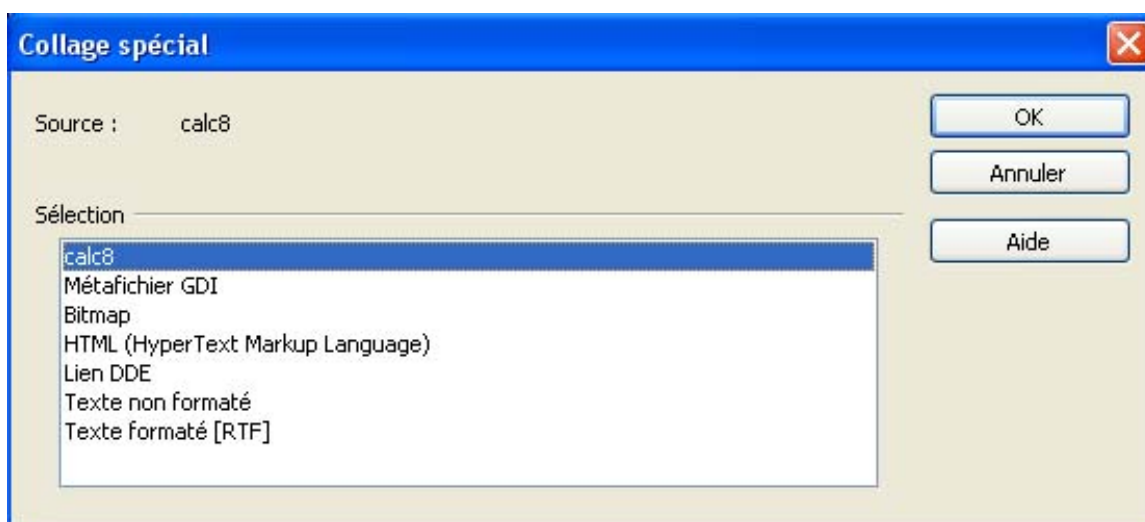 Collage spécial
Source : calc8
OK
Annuler
Aide
Sélection
calc8
Métafichier GDI
Bitmap
HTML (HyperText Markup Language)
Lien DDE
Texte non formaté
Texte formaté [RTF]